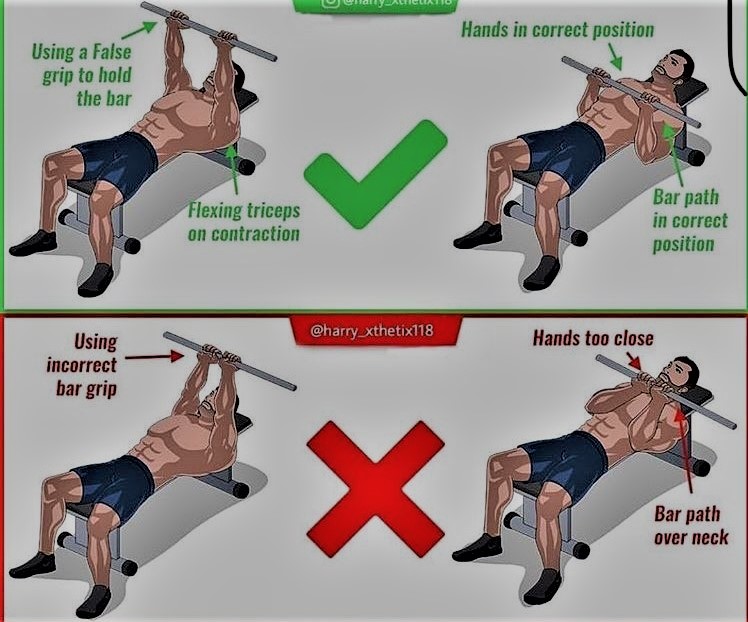 @harry_xthetix118
Using a False
grip to hold
the bar
Hands in correct position
Flexing triceps
on contraction
Bar path
in correct
position
@harry_xthetix118
Using
incorrect
bar grip
Hands too close
Bar path
over neck